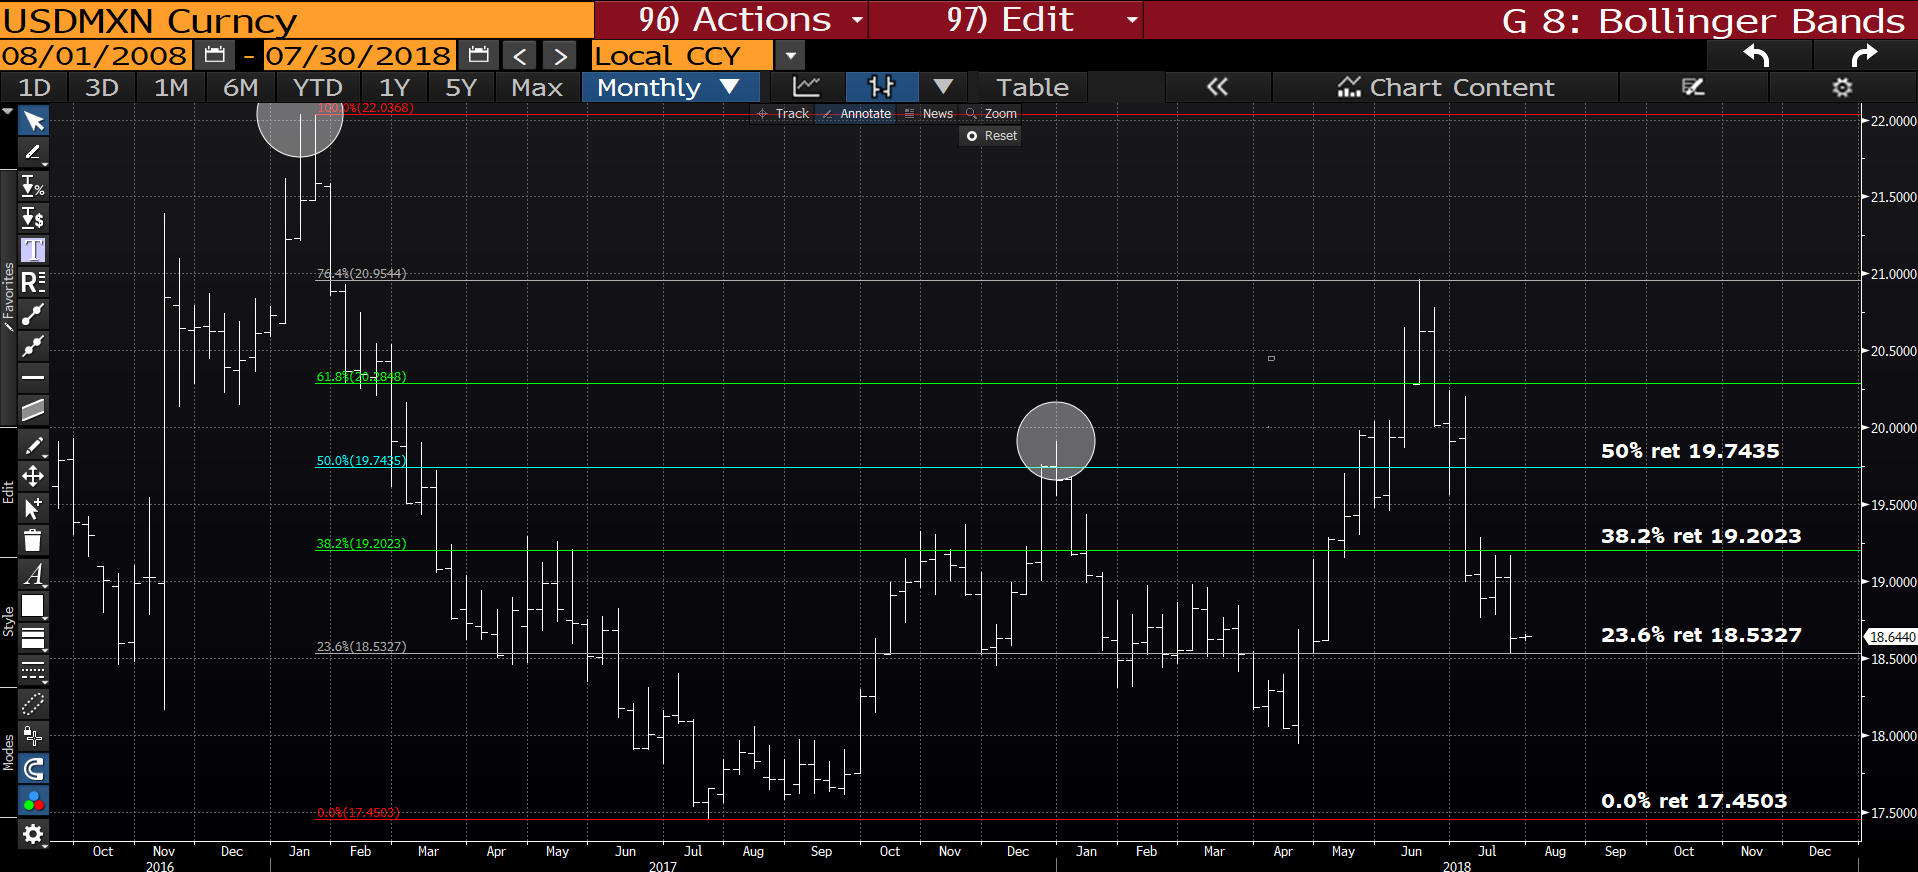 USDMXN Curncy 96) Actions 97) Edit G 8: Bollinger Bands
08/01/2008 - 07/30/2018 < > Local CCY
1D 3D 1M 6M YTD 1Y 5Y Max Monthly ▼ Table « Chart Content
Track Annotate News Zoom
Reset
100.0%(22.0368)
22.0000
21.5000
76.4%(20.9544)
21.0000
20.5000
61.8%(20.2848)
20.0000
50% ret 19.7435
50.0%(19.7435)
19.5000
38.2% ret 19.2023
38.2%(19.2023)
19.0000
23.6% ret 18.5327
18.6440
23.6%(18.5327)
18.5000
18.0000
0.0% ret 17.4503
0.0%(17.4503)
17.5000
Favorites
Edit
Style
Modes
%
$
T
R
A
Oct Nov Dec Jan Feb Mar Apr May Jun Jul Aug Sep Oct Nov Dec Jan Feb Mar Apr May Jun Jul Aug Sep Oct Nov Dec
2016 2017 2018